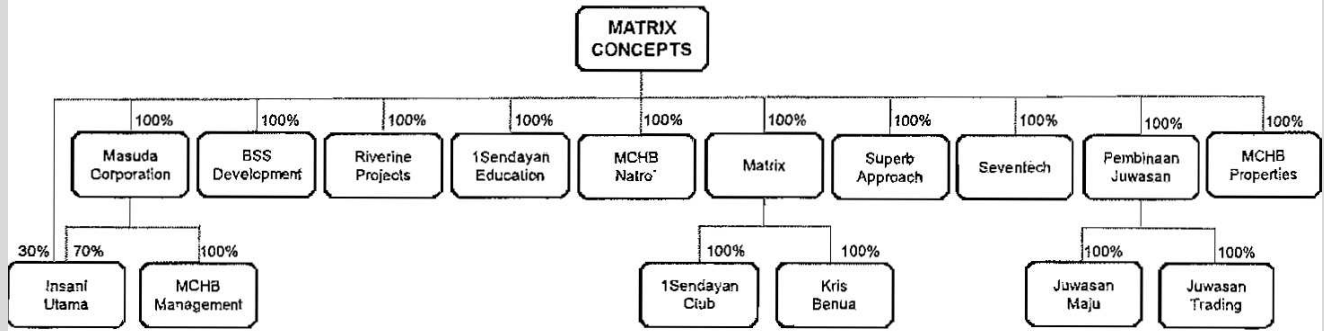 MATRIX
CONCEPTS
100%
100%
100%
100%
100%
100%
100%
100%
100%
100%
Masuda
Corporation
BSS
Development
Riverine
Projects
1Sendayan
Education
MCHB
Natro*
Matrix
Superb
Approach
Seventech
Pembinaan
Juwasan
MCHB
Properties
30%
70%
100%
100%
100%
100%
100%
Insani
Utama
MCHB
Management
1Sendayan
Club
Kris
Benua
Juwasan
Maju
Juwasan
Trading